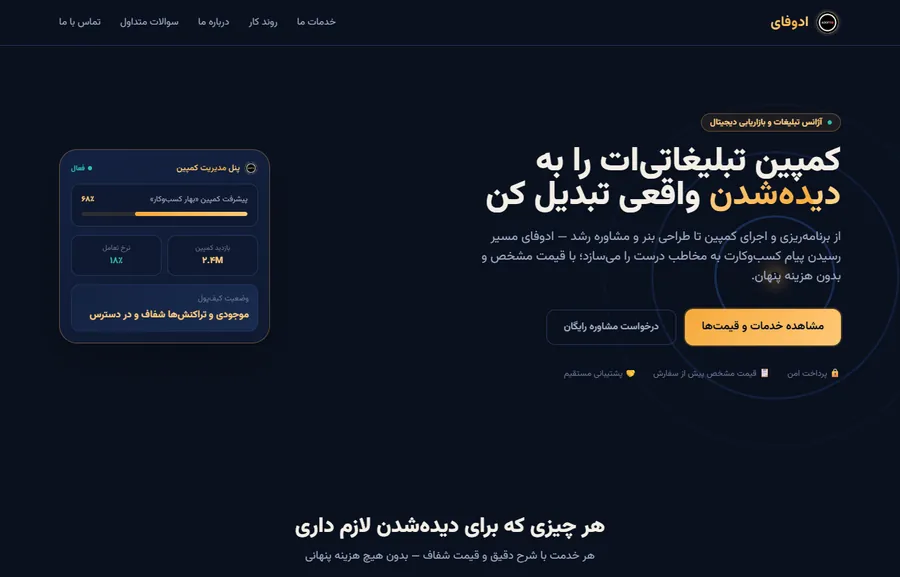 ادوفای
خدمات ما
روند کار
درباره ما
سوالات متداول
تماس با ما
آژانس تبلیغات و بازاریابی دیجیتال
کمپین تبلیغاتی‌ات را به
دیده‌شدن واقعی تبدیل کن
از برنامه‌ریزی و اجرای کمپین تا طراحی بنر و مشاوره رشد — ادوفای مسیر
رسیدن پیام کسب‌وکارت به مخاطب درست را می‌سازد؛ با قیمت مشخص و
بدون هزینه پنهان.
مشاهده خدمات و قیمت‌ها
درخواست مشاوره رایگان
پرداخت امن
قیمت مشخص پیش از سفارش
پشتیبانی مستقیم
پنل مدیریت کمپین
فعال
پیشرفت کمپین «بهار کسب‌وکار»
۶۸٪
بازدید کمپین
۲.۴M
نرخ تعامل
۱۸٪
وضعیت کیف‌پول
موجودی و تراکنش‌ها شفاف و در دسترس
هر چیزی که برای دیده‌شدن لازم داری
هر خدمت با شرح دقیق و قیمت شفاف — بدون هیچ هزینه پنهانی